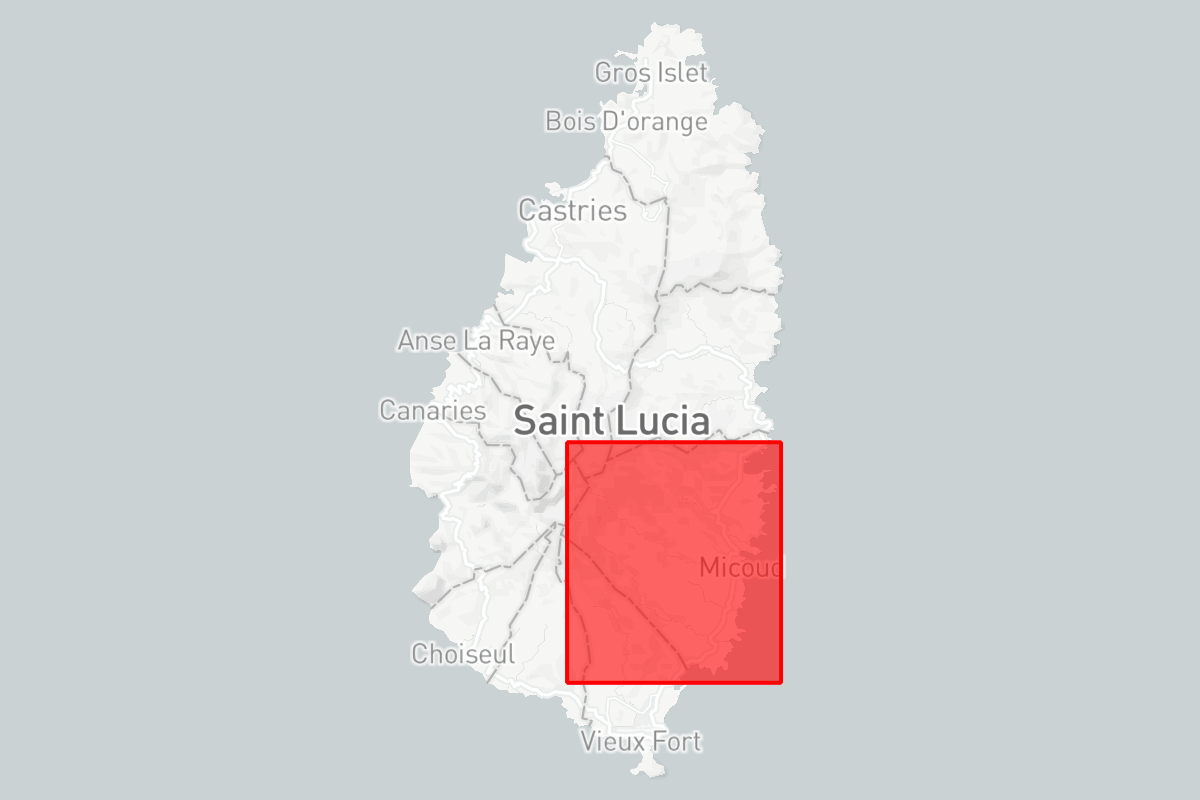 Gros Islet
Bois D'orange
Castries
Anse La Raye
Canaries
Saint Lucia
Micoud
Choiseul
Vieux Fort